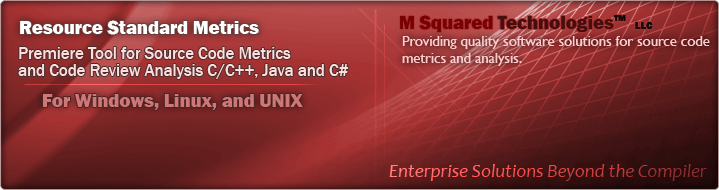 Resource Standard Metrics
Premiere Tool for Source Code Metrics
and Code Review Analysis C/C++, Java and C#
For Windows, Linux, and UNIX
M Squared Technologies™ LLC
Providing quality software solutions for source code
metrics and analysis.
Enterprise Solutions Beyond the Compiler